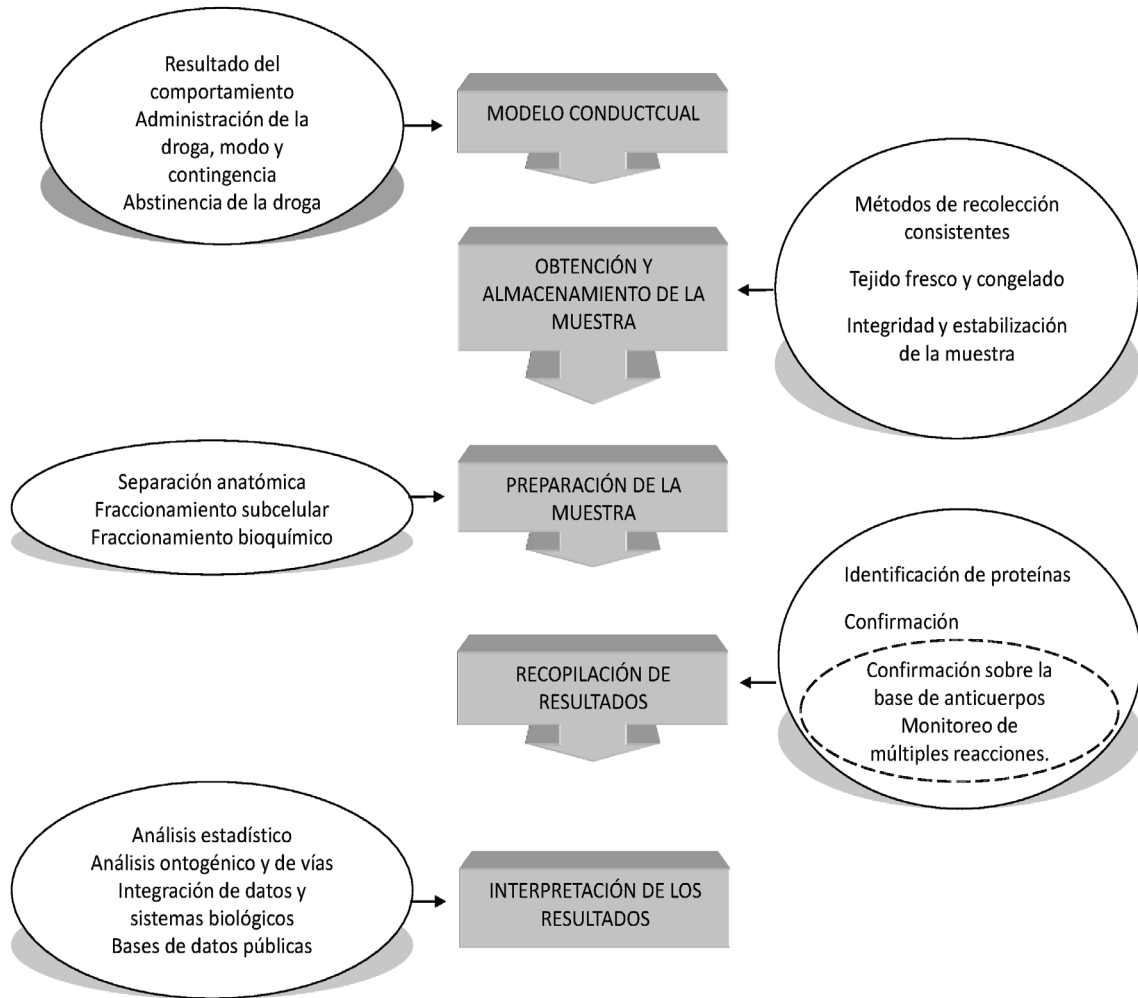 Resultado del
comportamiento
Administración de la
droga, modo y
contingencia
Abstinencia de la droga
MODELO CONDUCTCUAL
Métodos de recolección
consistentes
Tejido fresco y congelado
Integridad y estabilización
de la muestra
OBTENCIÓN Y
ALMACENAMIENTO DE LA
MUESTRA
Separación anatómica
Fraccionamiento subcelular
Fraccionamiento bioquímico
PREPARACIÓN DE LA
MUESTRA
Identificación de proteínas
Confirmación
Confirmación sobre la
base de anticuerpos
Monitoreo de
múltiples reacciones.
RECOPILACIÓN DE
RESULTADOS
Análisis estadístico
Análisis ontogénico y de vías
Integración de datos y
sistemas biológicos
Bases de datos públicas
INTERPRETACIÓN DE LOS
RESULTADOS